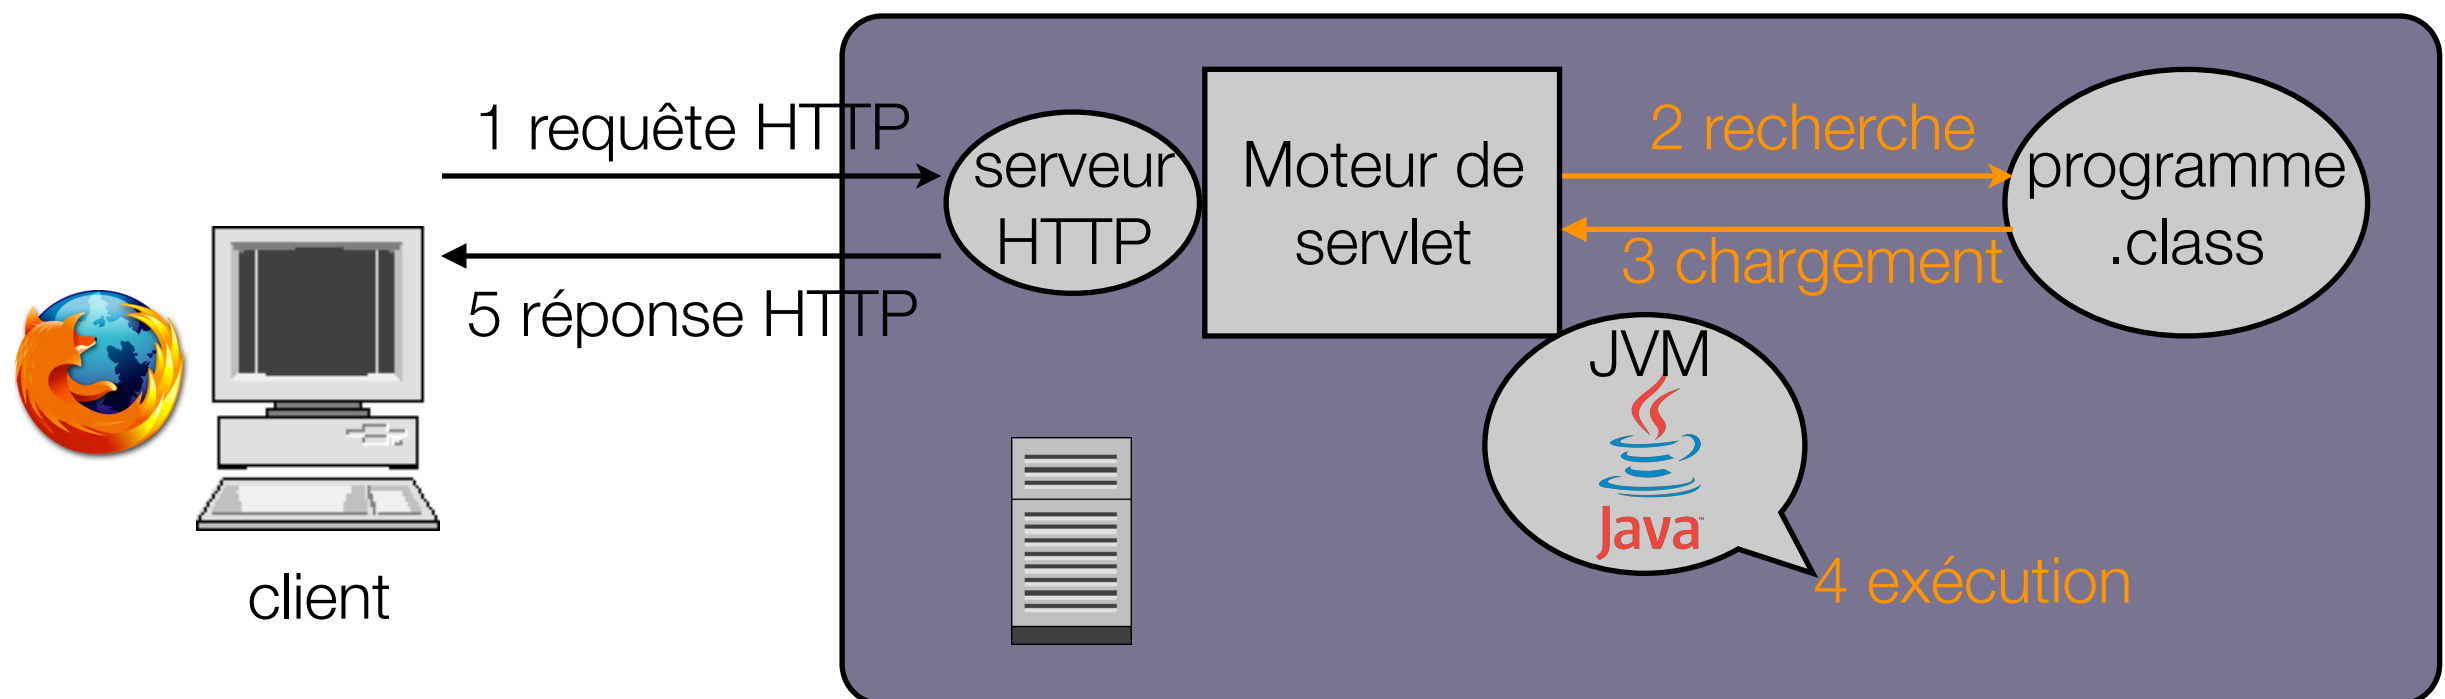 1 requête HTTP
5 réponse HTTP
client
serveur
HTTP
Moteur de
servlet
2 recherche
3 chargement
programme
.class
JVM
Java™
4 exécution